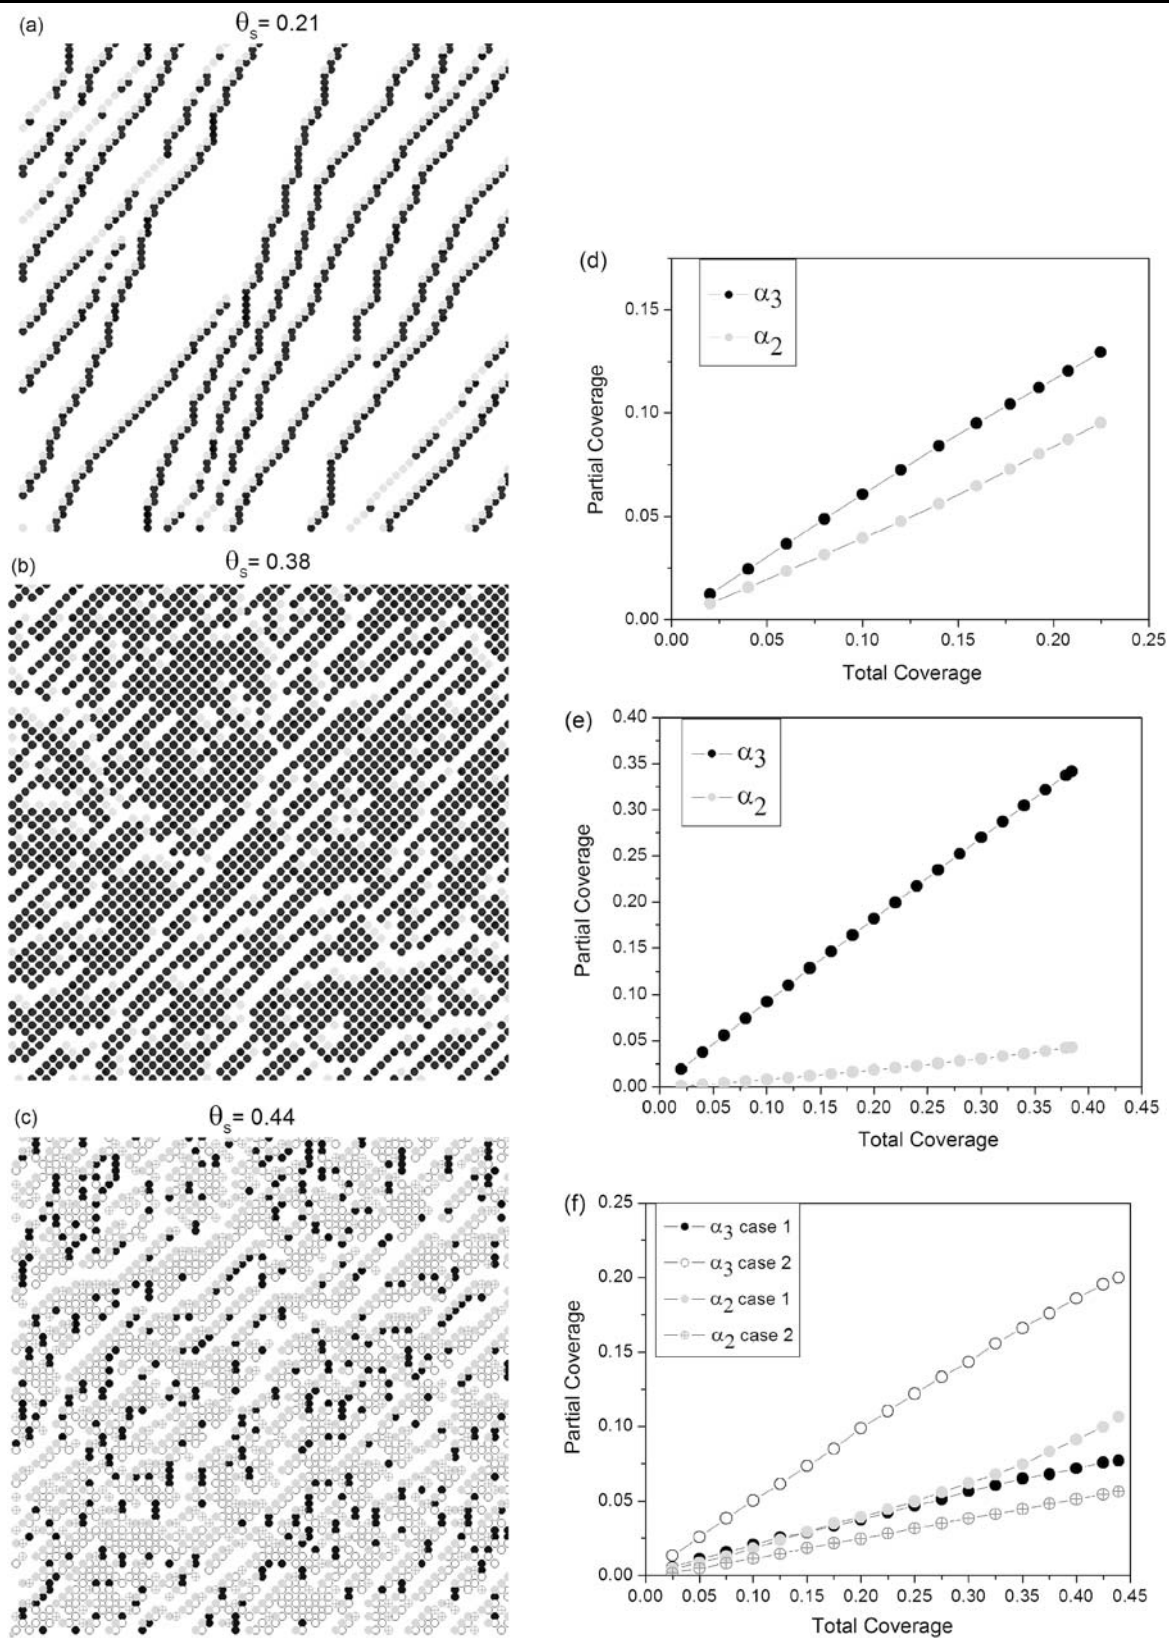 (a)
θs= 0.21
(b)
θs= 0.38
(c)
θs= 0.44
(d)
α3
α2
0.15
0.10
0.05
0.00
Partial Coverage
0.00 0.05 0.10 0.15 0.20 0.25
Total Coverage
(e)
α3
α2
0.40
0.35
0.30
0.25
0.20
0.15
0.10
0.05
0.00
Partial Coverage
0.00 0.05 0.10 0.15 0.20 0.25 0.30 0.35 0.40 0.45
Total Coverage
(f)
α3 case 1
α3 case 2
α2 case 1
α2 case 2
0.25
0.20
0.15
0.10
0.05
0.00
Partial Coverage
0.00 0.05 0.10 0.15 0.20 0.25 0.30 0.35 0.40 0.45
Total Coverage